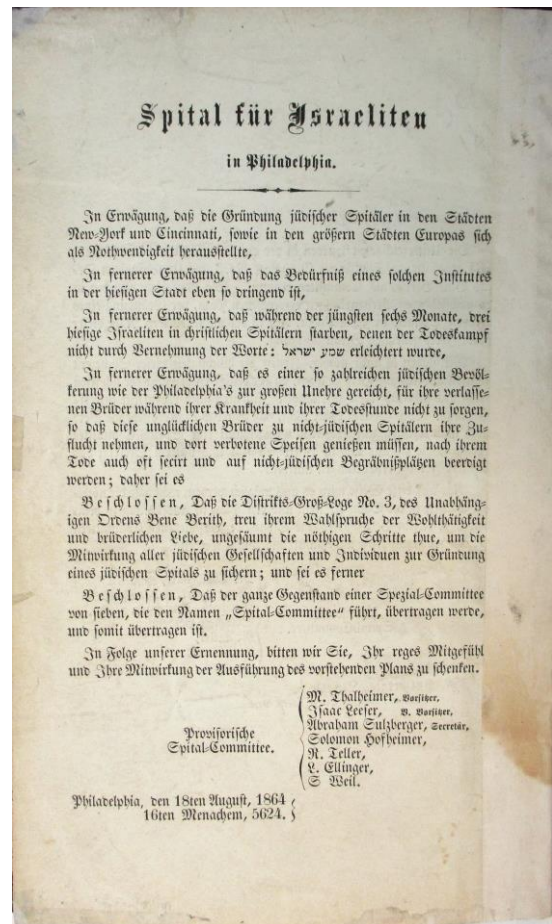 Spital für Israeliten
in Philadelphia.
In Erwägung, daß die Gründung jüdischer Spitäler in den Städten
New-York und Cincinnati, sowie in den größern Städten Europas sich
als Nothwendigkeit herausstellte,
In fernerer Erwägung, daß das Bedürfniß eines solchen Institutes
in der hiesigen Stadt eben so dringend ist,
In fernerer Erwägung, daß während der jüngsten sechs Monate, drei
hiesige Israeliten in christlichen Spitälern starben, denen der Todeskampf
nicht durch Vernehmung der Worte: שמע ישראל erleichtert wurde,
In fernerer Erwägung, daß es einer so zahlreichen jüdischen Bevöl-
kerung wie der Philadelphia's zur großen Unehre gereicht, für ihre verlasse-
nen Brüder während ihrer Krankheit und ihrer Todesstunde nicht zu sorgen,
so daß diese unglücklichen Brüder zu nicht-jüdischen Spitälern ihre Zu-
flucht nehmen, und dort verbotene Speisen genießen müssen, nach ihrem
Tode auch oft secirt und auf nicht-jüdischen Begräbnißplätzen beerdigt
werden; daher sei es
Beschlossen, Daß die Distrikts-Groß-Loge No. 3, des Unabhäng-
igen Ordens Bene Berith, treu ihrem Wahlspruche der Wohlthätigkeit
und brüderlichen Liebe, ungesäumt die nöthigen Schritte thue, um die
Mitwirkung aller jüdischen Gesellschaften und Individuen zur Gründung
eines jüdischen Spitals zu sichern; und sei es ferner
Beschlossen, Daß der ganze Gegenstand einer Spezial-Committee
von sieben, die den Namen „Spital-Committee“ führt, übertragen werde,
und somit übertragen ist.
In Folge unserer Ernennung, bitten wir Sie, Ihr reges Mitgefühl
und Ihre Mitwirkung der Ausführung des vorstehenden Plans zu schenken.
Provisorische
Spital-Committee.
M. Thalheimer, Vorsitzer,
Isaac Leeser, V. Vorsitzer,
Abraham Sulzberger, Secretär,
Solomon Hofheimer,
R. Teller,
L. Ellinger,
S Weil.
Philadelphia, den 18ten August, 1864
16ten Menachem, 5624.